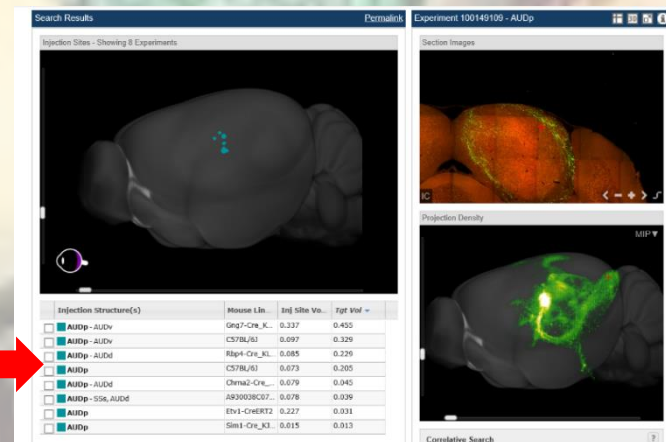 Search Results Permalink
Injection Sites - Showing 8 Experiments
Injection Structure(s) Mouse Lin... Inj Site Vo... Tgt Vol
AUDp - AUDv Gng7-Cre_K... 0.337 0.455
AUDp - AUDv C57BL/6J 0.097 0.329
AUDp - AUDd Rbp4-Cre_KL... 0.085 0.229
AUDp C57BL/6J 0.073 0.205
AUDp - AUDd Chrna2-Cre_... 0.079 0.045
AUDp - SSs, AUDd A930038C07... 0.078 0.039
AUDp Etv1-CreERT2 0.227 0.031
AUDp Sim1-Cre_KJ... 0.015 0.013
Experiment 100149109 - AUDp
Section Images
IC
Projection Density
MIP
Correlative Search ?